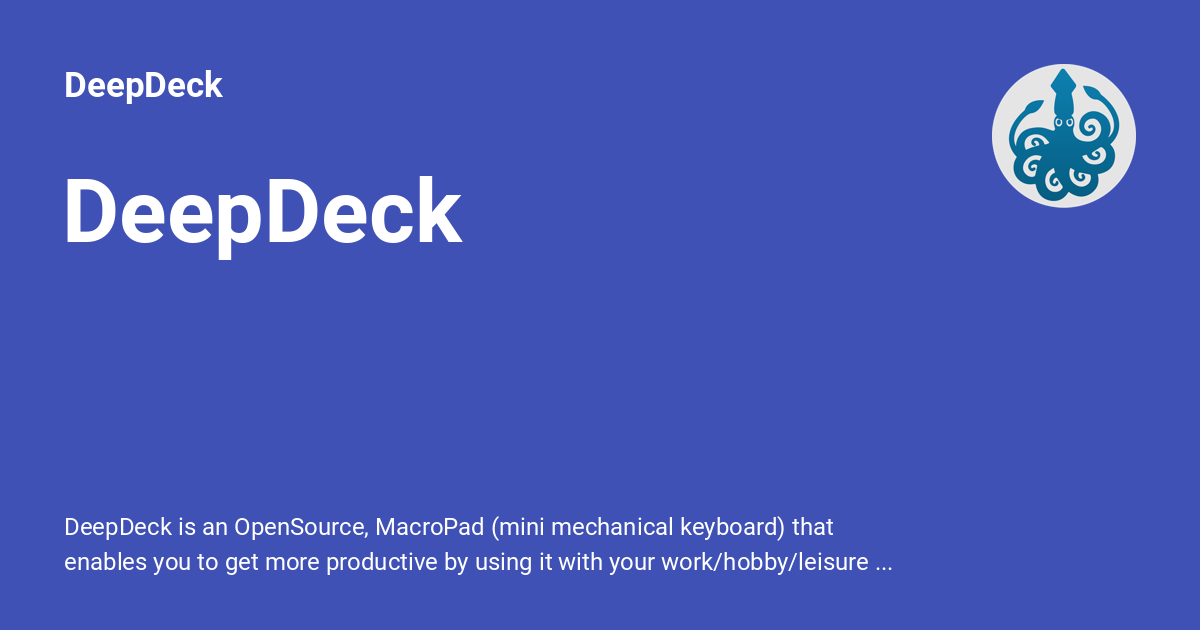 DeepDeck
DeepDeck
DeepDeck is an OpenSource, MacroPad (mini mechanical keyboard) that
enables you to get more productive by using it with your work/hobby/leisure ...